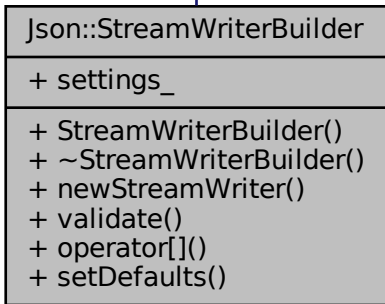 Json::StreamWriterBuilder
+ settings_
+ StreamWriterBuilder()
+ ~StreamWriterBuilder()
+ newStreamWriter()
+ validate()
+ operator[]()
+ setDefaults()